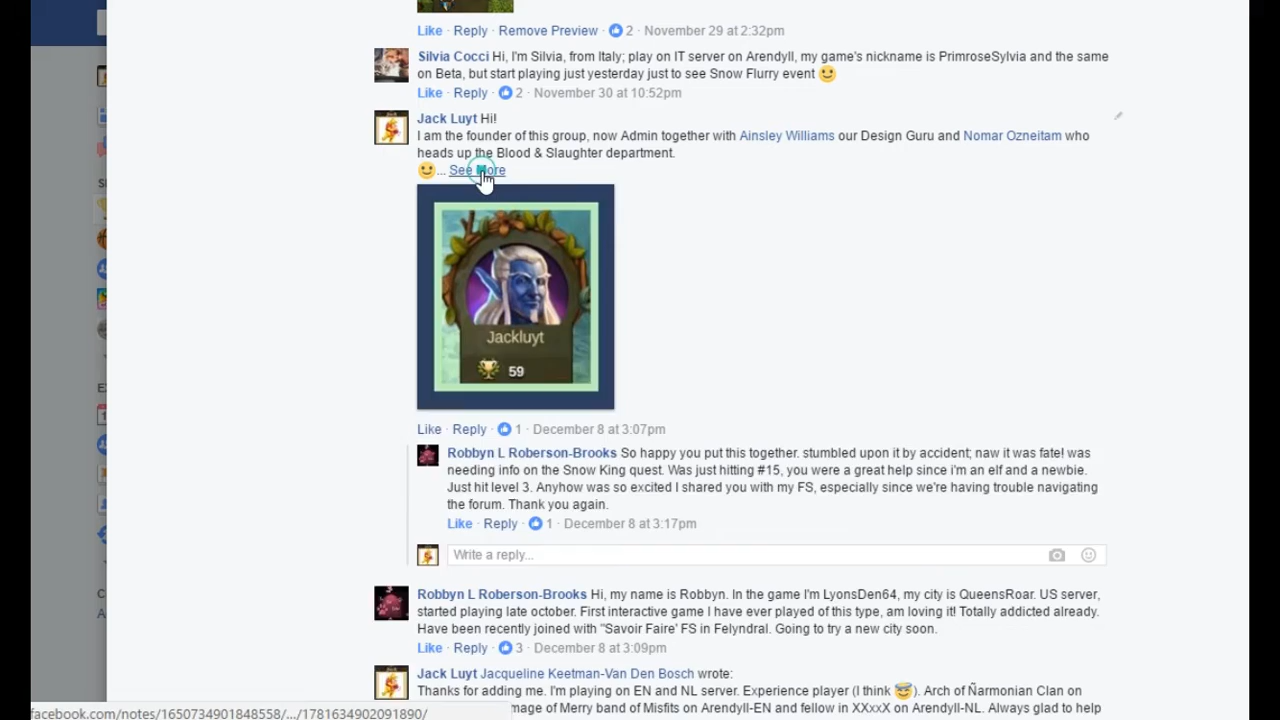 Like · Reply · Remove Preview · 2 · November 29 at 2:32pm
Silvia Cocci Hi, I'm Silvia, from Italy; play on IT server on Arendyll, my game's nickname is PrimroseSylvia and the same
on Beta, but start playing just yesterday just to see Snow Flurry event
Like · Reply · 2 · November 30 at 10:52pm
Jack Luyt Hi!
I am the founder of this group, now Admin together with Ainsley Williams our Design Guru and Nomar Ozneitam who
heads up the Blood & Slaughter department.
... See More
Jackluyt
59
Like · Reply · 1 · December 8 at 3:07pm
Robbyn L Roberson-Brooks So happy you put this together. stumbled upon it by accident; naw it was fate! was
needing info on the Snow King quest. Was just hitting #15, you were a great help since i'm an elf and a newbie.
Just hit level 3. Anyhow was so excited I shared you with my FS, especially since we're having trouble navigating
the forum. Thank you again.
Like · Reply · 1 · December 8 at 3:17pm
Write a reply...
Robbyn L Roberson-Brooks Hi, my name is Robbyn. In the game I'm LyonsDen64, my city is QueensRoar. US server,
started playing late october. First interactive game I have ever played of this type, am loving it! Totally addicted already.
Have been recently joined with "Savoir Faire' FS in Felyndral. Going to try a new city soon.
Like · Reply · 3 · December 8 at 3:09pm
Jack Luyt Jacqueline Keetman-Van Den Bosch wrote:
Thanks for adding me. I'm playing on EN and NL server. Experience player (I think ). Arch of Ñarmonian Clan on
mage of Merry band of Misfits on Arendyll-EN and fellow in XXxxX on Arendyll-NL. Always glad to help
facebook.com/notes/1650734901848558/.../1781634902091890/